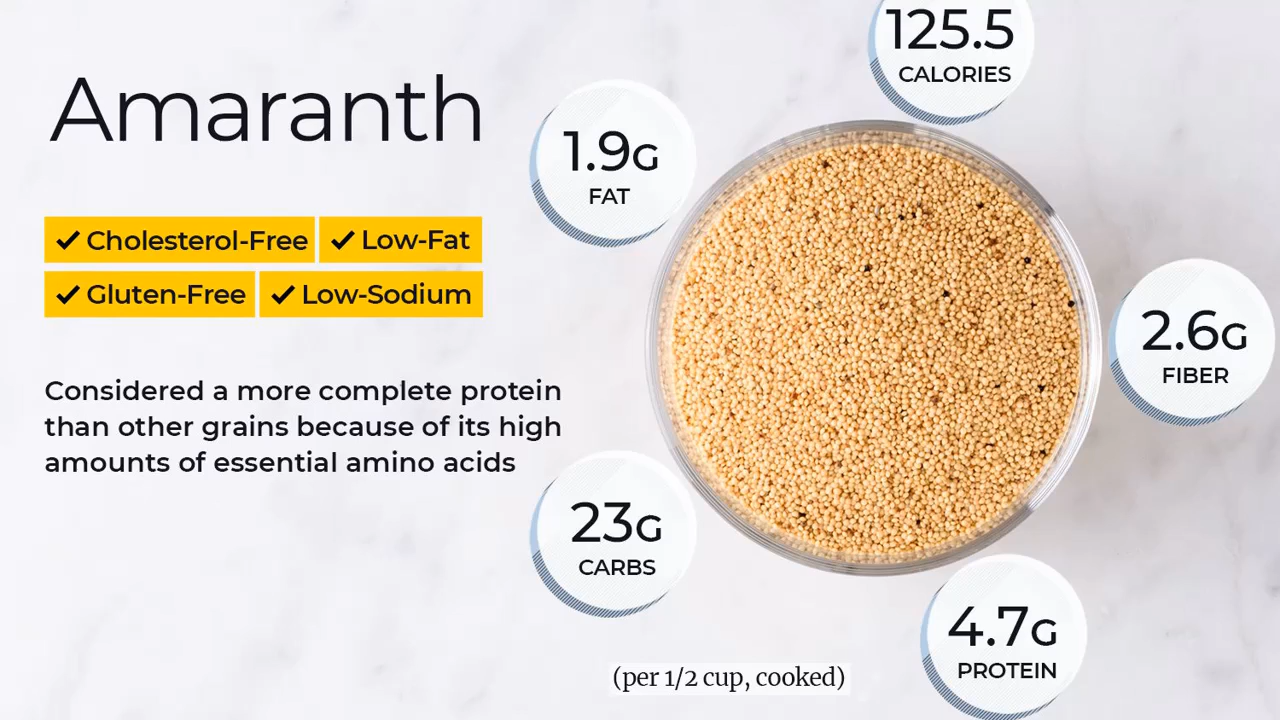 Amaranth
✔ Cholesterol-Free ✔ Low-Fat
✔ Gluten-Free ✔ Low-Sodium
Considered a more complete protein
than other grains because of its high
amounts of essential amino acids
125.5
CALORIES
1.9G
FAT
2.6G
FIBER
23G
CARBS
4.7G
PROTEIN
(per 1/2 cup, cooked)